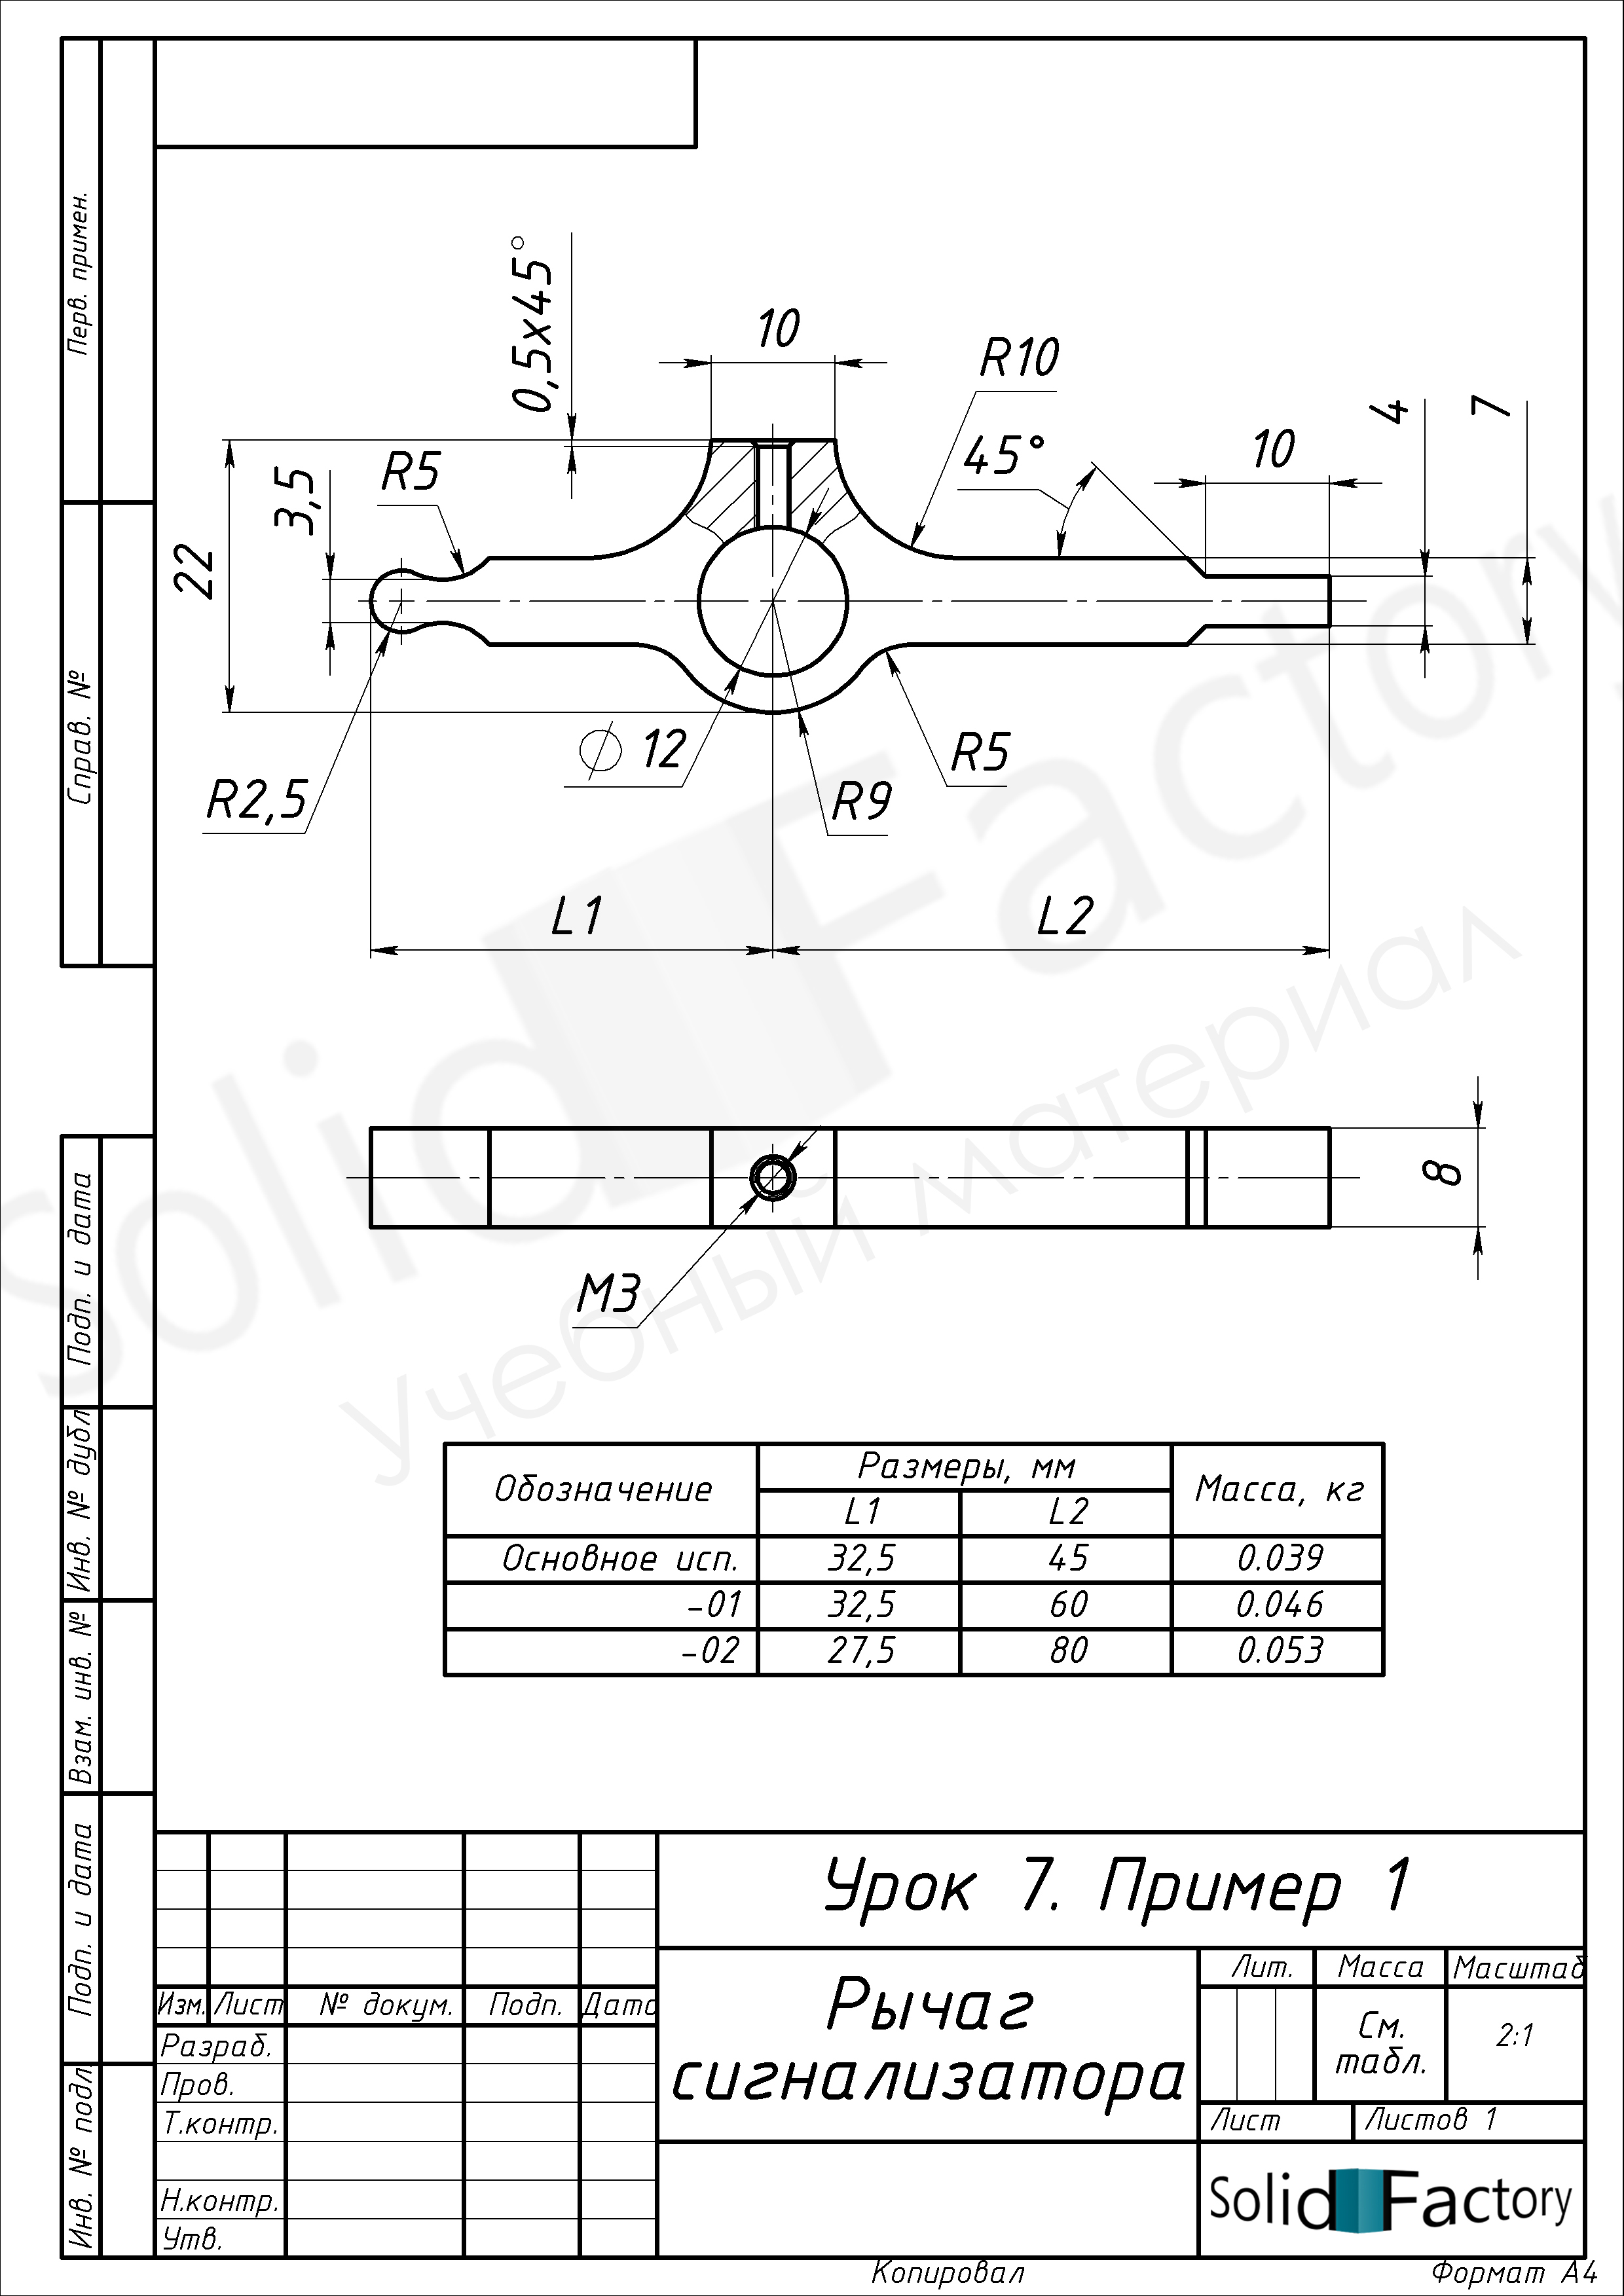 Перв. примен.
Справ. №
Подп. и дата
Инв. № дубл
Взам. инв. №
Подп. и дата
Инв. № подл
0,5x45°
10
R10
45°
10
4
7
3,5
R5
22
R2,5
∅ 12
R9
R5
L1
L2
8
M3
Solid Factory
Учебный материал
Обозначение
Размеры, мм
Масса, кг
L1
L2
Основное исп.
32,5
45
0.039
-01
32,5
60
0.046
-02
27,5
80
0.053
Урок 7. Пример 1
Рычаг
сигнализатора
Лит.
Масса
Масштаб
См.
табл.
2:1
Лист
Листов 1
Изм.
Лист
№ докум.
Подп.
Дата
Разраб.
Пров.
Т.контр.
Н.контр.
Утв.
Solid Factory
Копировал
Формат A4